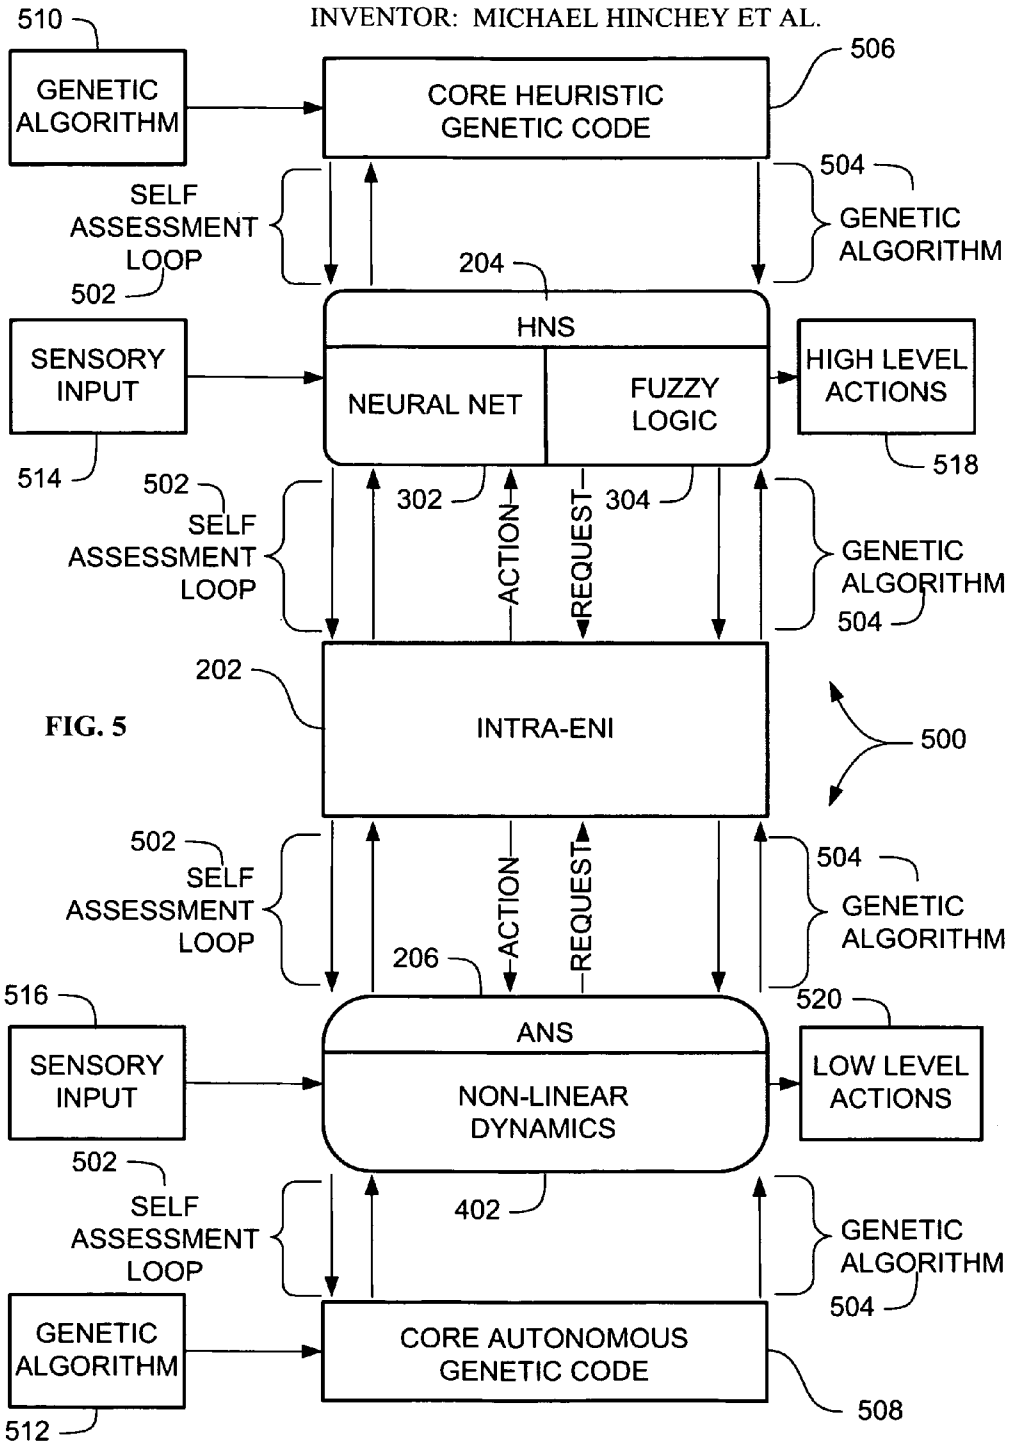 INVENTOR: MICHAEL HINCHEY ET AL.
510
506
GENETIC
ALGORITHM
CORE HEURISTIC
GENETIC CODE
SELF
ASSESSMENT
LOOP
502
504
GENETIC
ALGORITHM
204
HNS
SENSORY
INPUT
NEURAL NET
FUZZY
LOGIC
HIGH LEVEL
ACTIONS
514
302
304
518
502
SELF
ASSESSMENT
LOOP
ACTION
REQUEST
GENETIC
ALGORITHM
504
202
INTRA-ENI
FIG. 5
500
502
SELF
ASSESSMENT
LOOP
ACTION
REQUEST
504
GENETIC
ALGORITHM
206
516
520
ANS
SENSORY
INPUT
NON-LINEAR
DYNAMICS
LOW LEVEL
ACTIONS
502
SELF
ASSESSMENT
LOOP
402
GENETIC
ALGORITHM
504
GENETIC
ALGORITHM
CORE AUTONOMOUS
GENETIC CODE
512
508